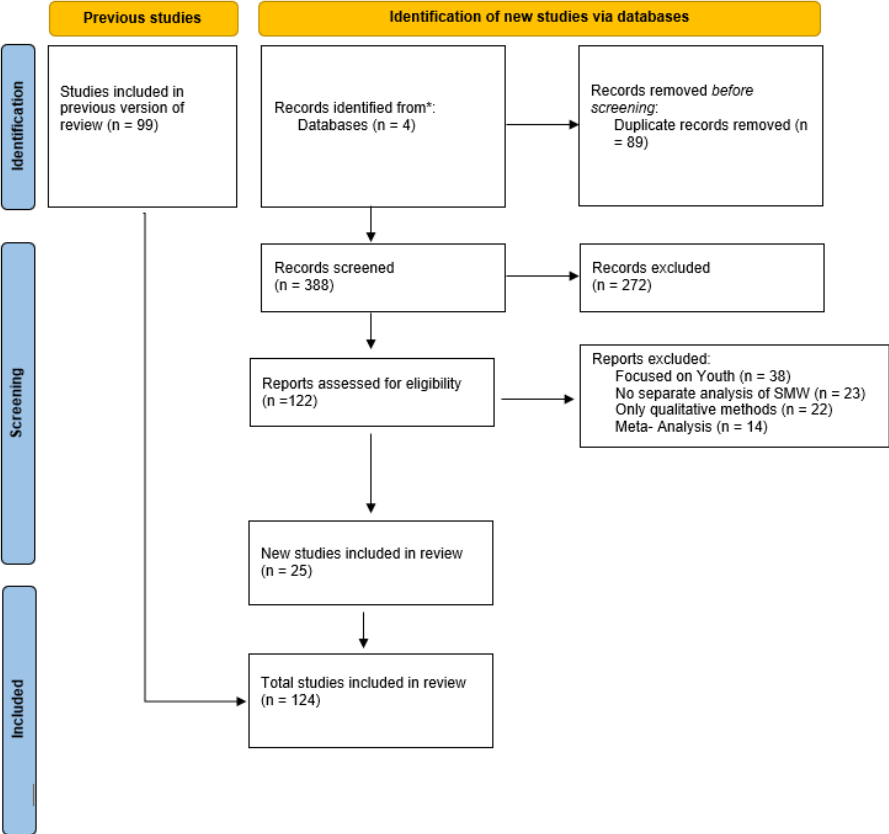 Previous studies
Identification of new studies via databases
Identification
Studies included in
previous version of
review (n = 99)
Records identified from*:
Databases (n = 4)
Records removed before
screening:
Duplicate records removed (n
= 89)
Screening
Records screened
(n = 388)
Records excluded
(n = 272)
Reports assessed for eligibility
(n =122)
Reports excluded:
Focused on Youth (n = 38)
No separate analysis of SMW (n = 23)
Only qualitative methods (n = 22)
Meta- Analysis (n = 14)
New studies included in review
(n = 25)
Included
Total studies included in review
(n = 124)